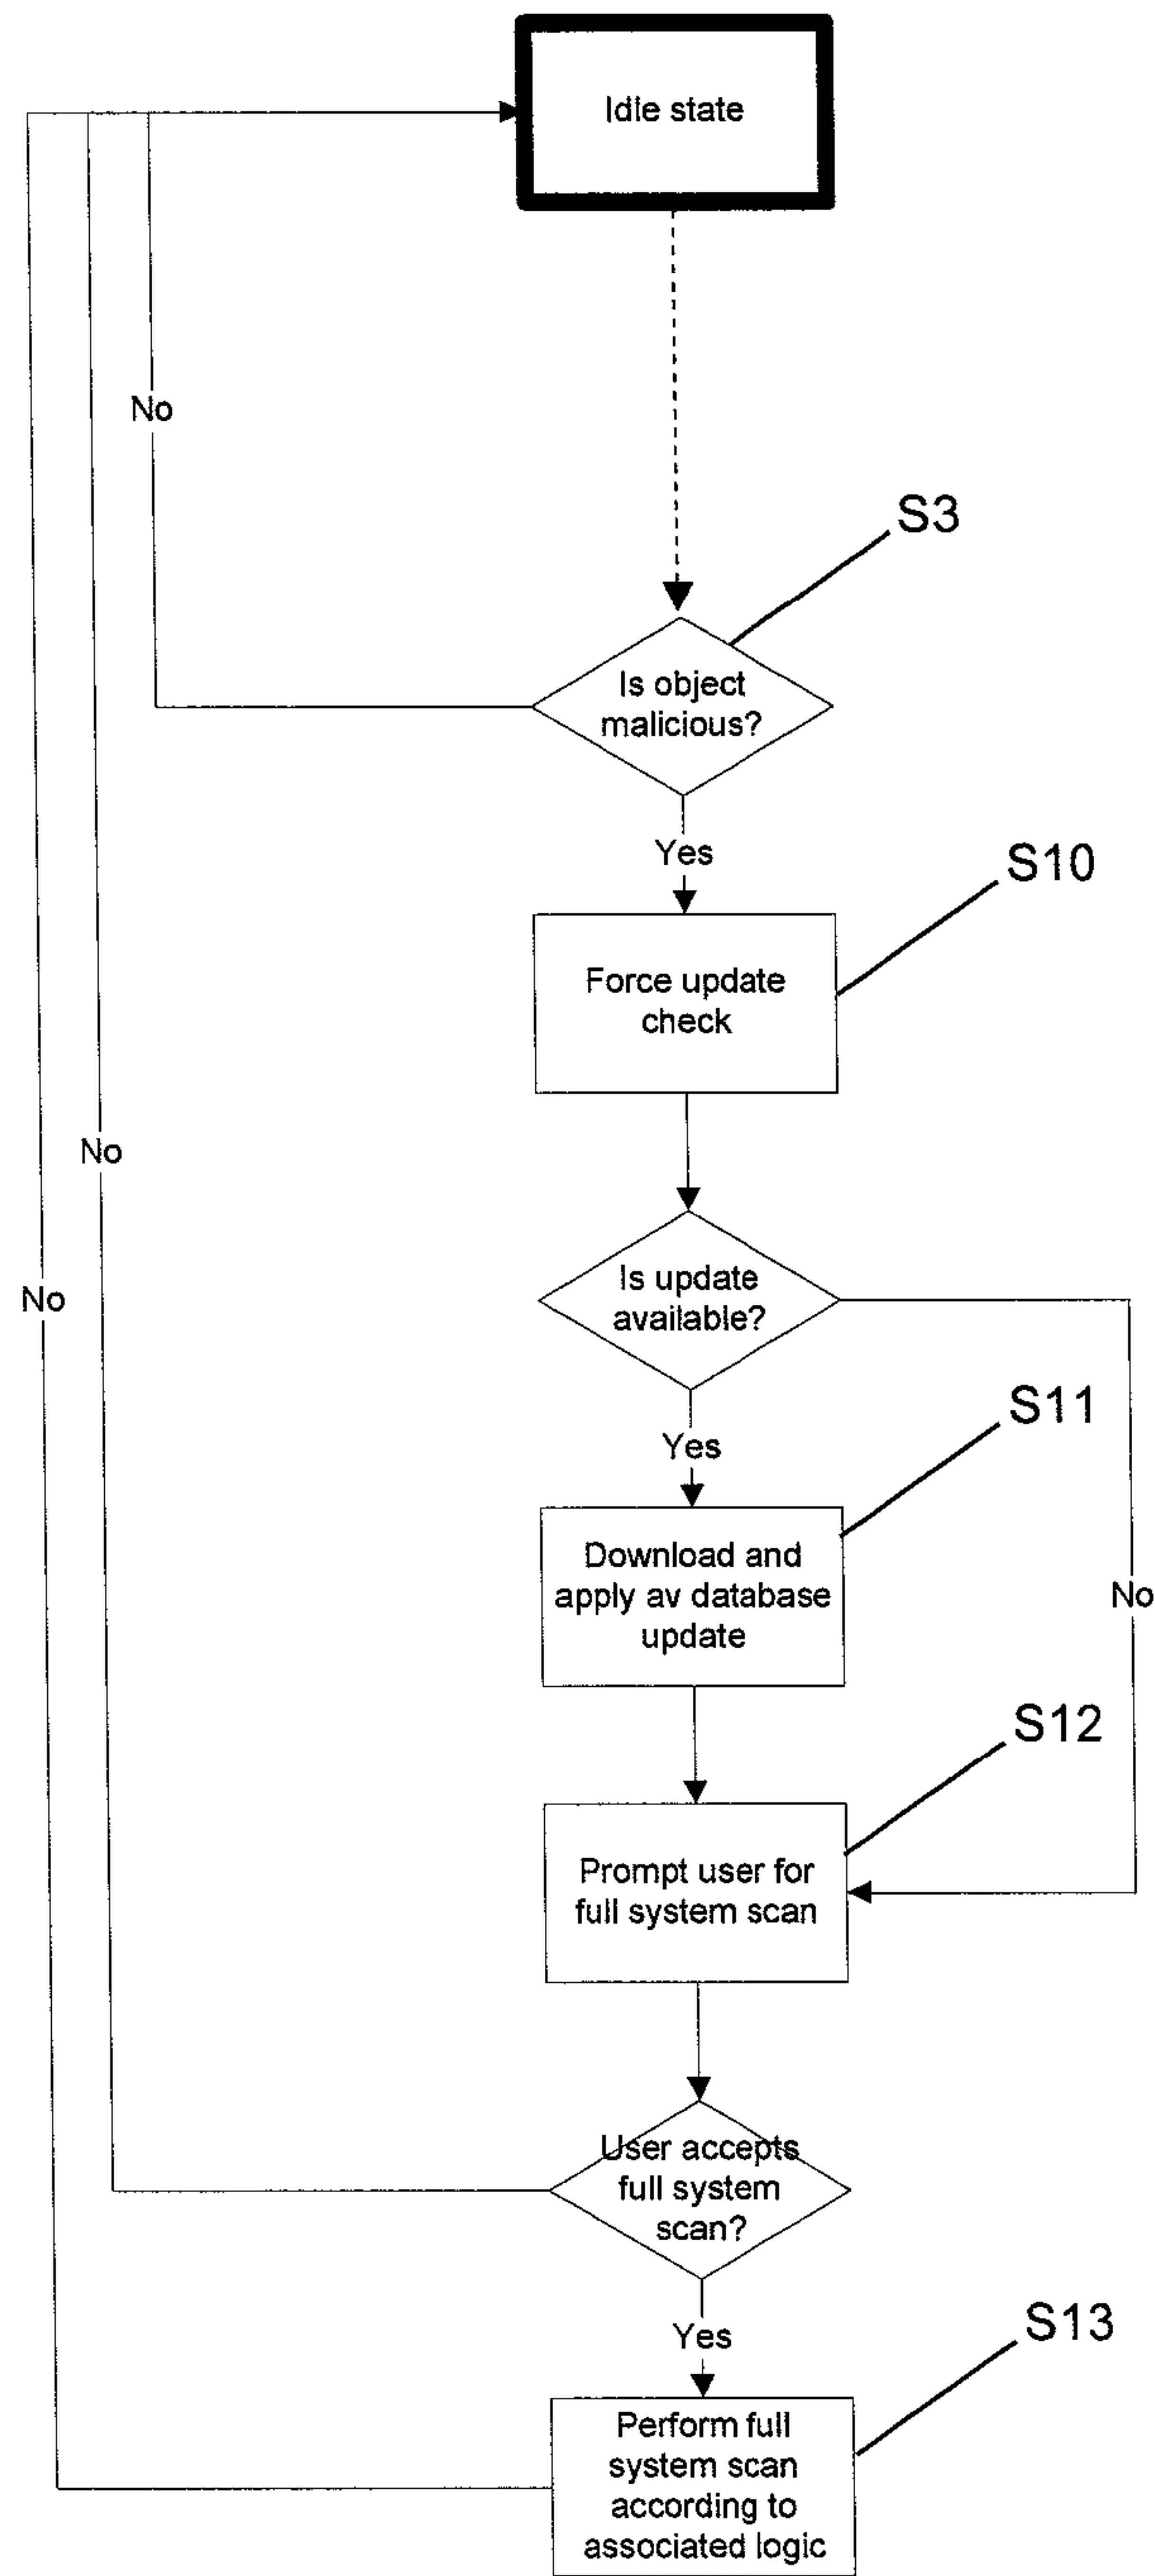 Idle state
No
S3
Is object
malicious?
Yes
S10
Force update
check
No
Is update
available?
No
S11
Yes
Download and
apply av database
update
No
S12
Prompt user for
full system scan
User accepts
full system
scan?
Yes
S13
Perform full
system scan
according to
associated logic